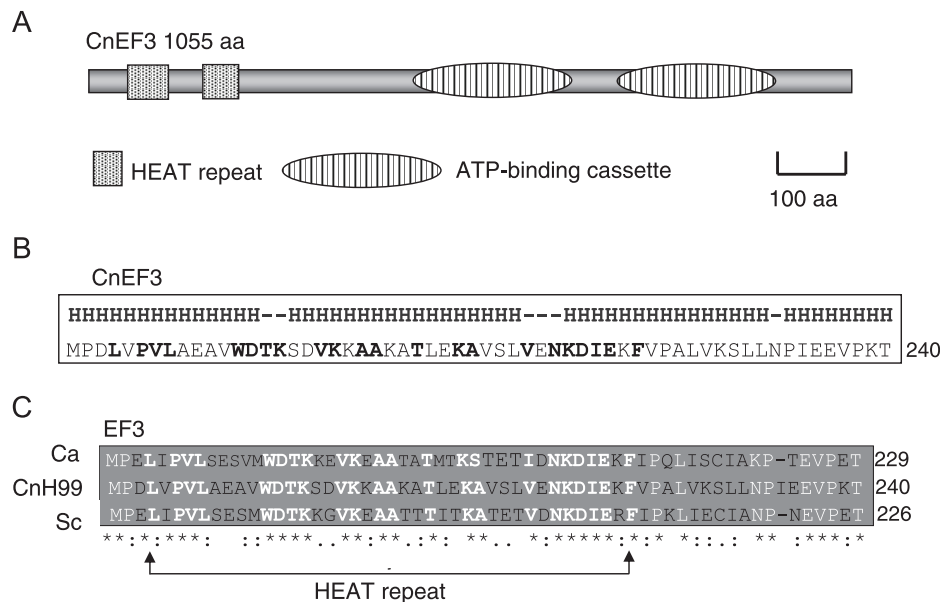 A
CnEF3 1055 aa
HEAT repeat
ATP-binding cassette
100 aa
B
CnEF3
HHHHHHHHHHHHHH--HHHHHHHHHHHHHHHHH---HHHHHHHHHHHHHHH-HHHHHHHH
MPDLVPVLAEAVWDTKSDVKKAAKATLEKAVSLVENKDIEKFVPALVKSLLNPIEEVPKT 240
C
EF3
Ca MPELIPVLSESVMWDTKKEVKEAATATMTKSTETIDNKDIEKFIPQLISCIAKP-TEVPET 229
CnH99 MPDLVPVLAEAVWDTKSDVKKAAKATLEKAVSLVENKDIEKFVPALVKSLLNPIEEVPKT 240
Sc MPELIPVLSESMWDTKKGVKEAATTTITKATETVDNKDIERFIPKLIECIANP-NEVPET 226
HEAT repeat